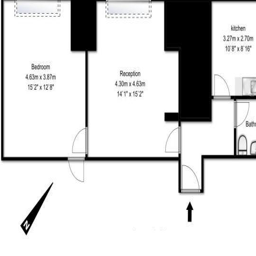 Bedroom
4.63m x 3.87m
15'2" x 12'8"
Reception
4.30m x 4.63m
14'1" x 15'2"
kitchen
3.27m x 2.70m
10'8" x 8'16"
Bath
N